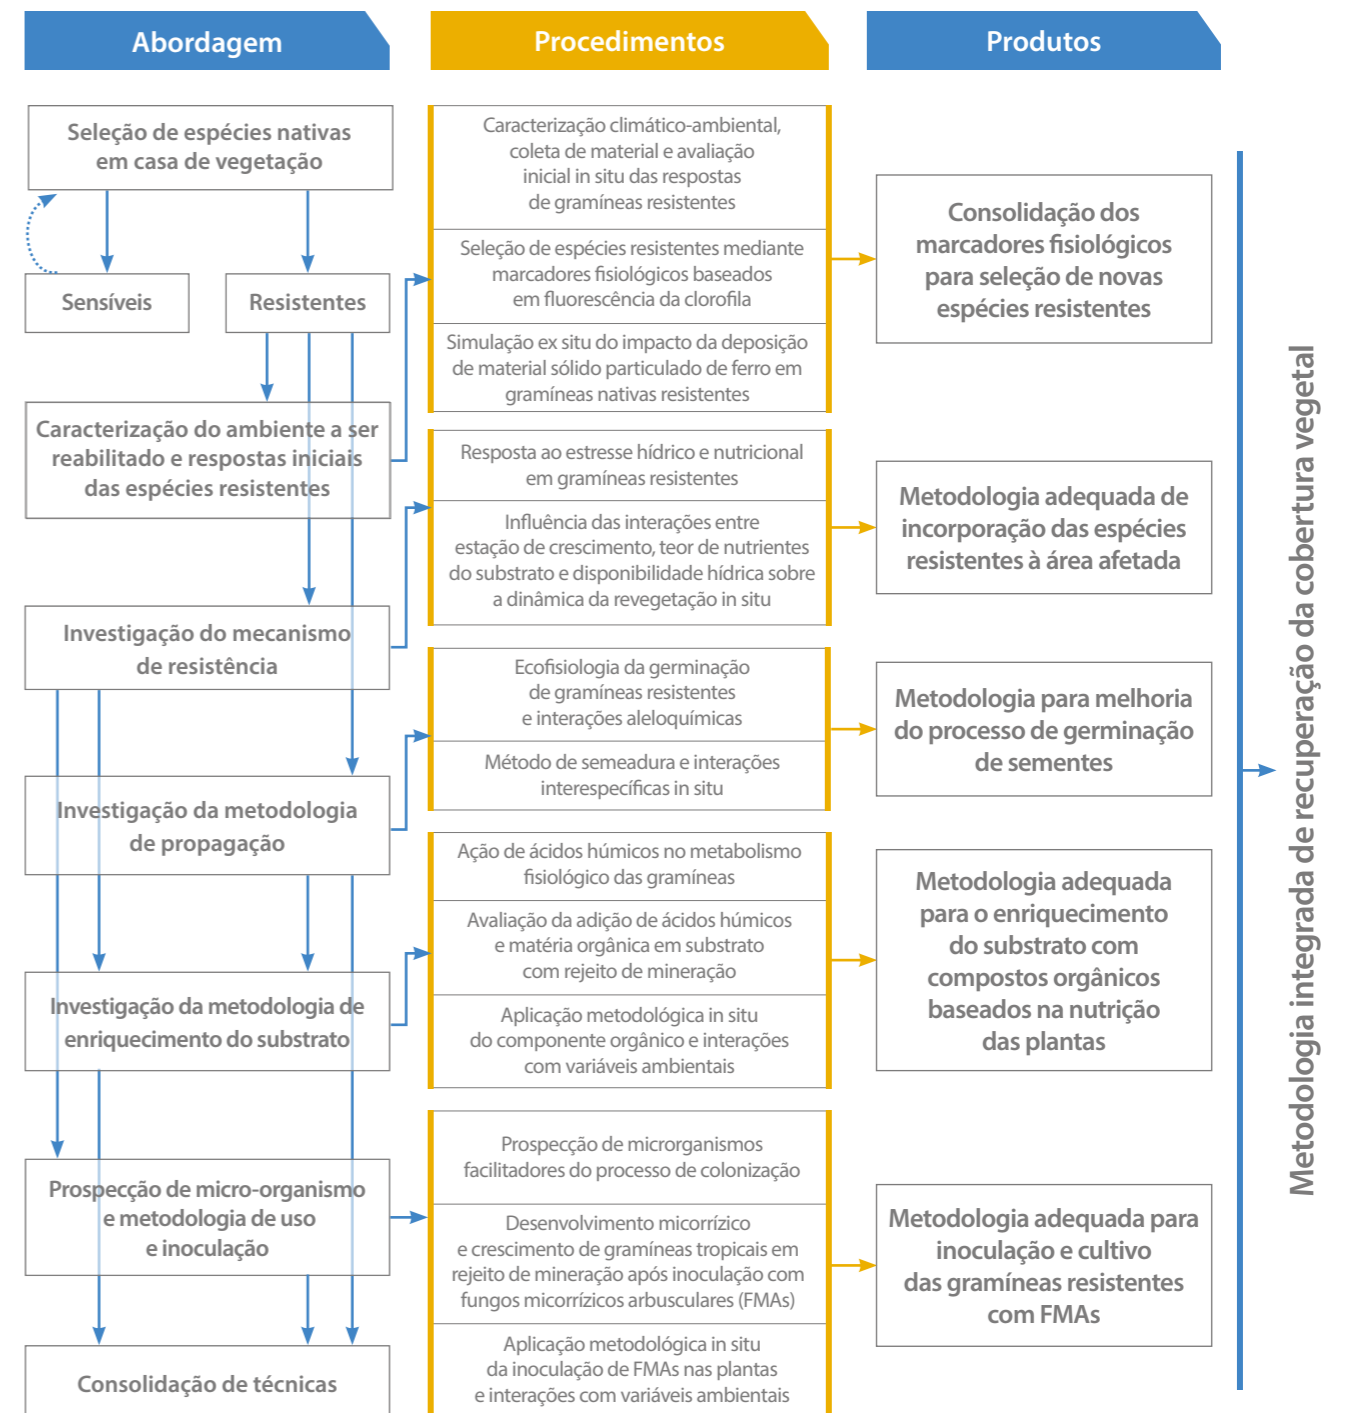 Abordagem
Procedimentos
Produtos
Seleção de espécies nativas
em casa de vegetação
Sensíveis
Resistentes
Caracterização do ambiente a ser
reabilitado e respostas iniciais
das espécies resistentes
Investigação do mecanismo
de resistência
Investigação da metodologia
de propagação
Investigação da metodologia de
enriquecimento do substrato
Prospecção de micro-organismo
e metodologia de uso
e inoculação
Consolidação de técnicas
Caracterização climático-ambiental,
coleta de material e avaliação
inicial in situ das respostas
de gramíneas resistentes
Seleção de espécies resistentes mediante
marcadores fisiológicos baseados
em fluorescência da clorofila
Simulação ex situ do impacto da deposição
de material sólido particulado de ferro em
gramíneas nativas resistentes
Resposta ao estresse hídrico e nutricional
em gramíneas resistentes
Influência das interações entre
estação de crescimento, teor de nutrientes
do substrato e disponibilidade hídrica sobre
a dinâmica da revegetação in situ
Ecofisiologia da germinação
de gramíneas resistentes
e interações aleloquímicas
Método de semeadura e interações
interespecíficas in situ
Ação de ácidos húmicos no metabolismo
fisiológico das gramíneas
Avaliação da adição de ácidos húmicos
e matéria orgânica em substrato
com rejeito de mineração
Aplicação metodológica in situ
do componente orgânico e interações
com variáveis ambientais
Prospecção de microrganismos
facilitadores do processo de colonização
Desenvolvimento micorrízico
e crescimento de gramíneas tropicais em
rejeito de mineração após inoculação com
fungos micorrízicos arbusculares (FMAs)
Aplicação metodológica in situ
da inoculação de FMAs nas plantas
e interações com variáveis ambientais
Consolidação dos
marcadores fisiológicos
para seleção de novas
espécies resistentes
Metodologia adequada de
incorporação das espécies
resistentes à área afetada
Metodologia para melhoria
do processo de germinação
de sementes
Metodologia adequada
para o enriquecimento
do substrato com
compostos orgânicos
baseados na nutrição
das plantas
Metodologia adequada para
inoculação e cultivo
das gramíneas resistentes
com FMAs
Metodologia integrada de recuperação da cobertura vegetal